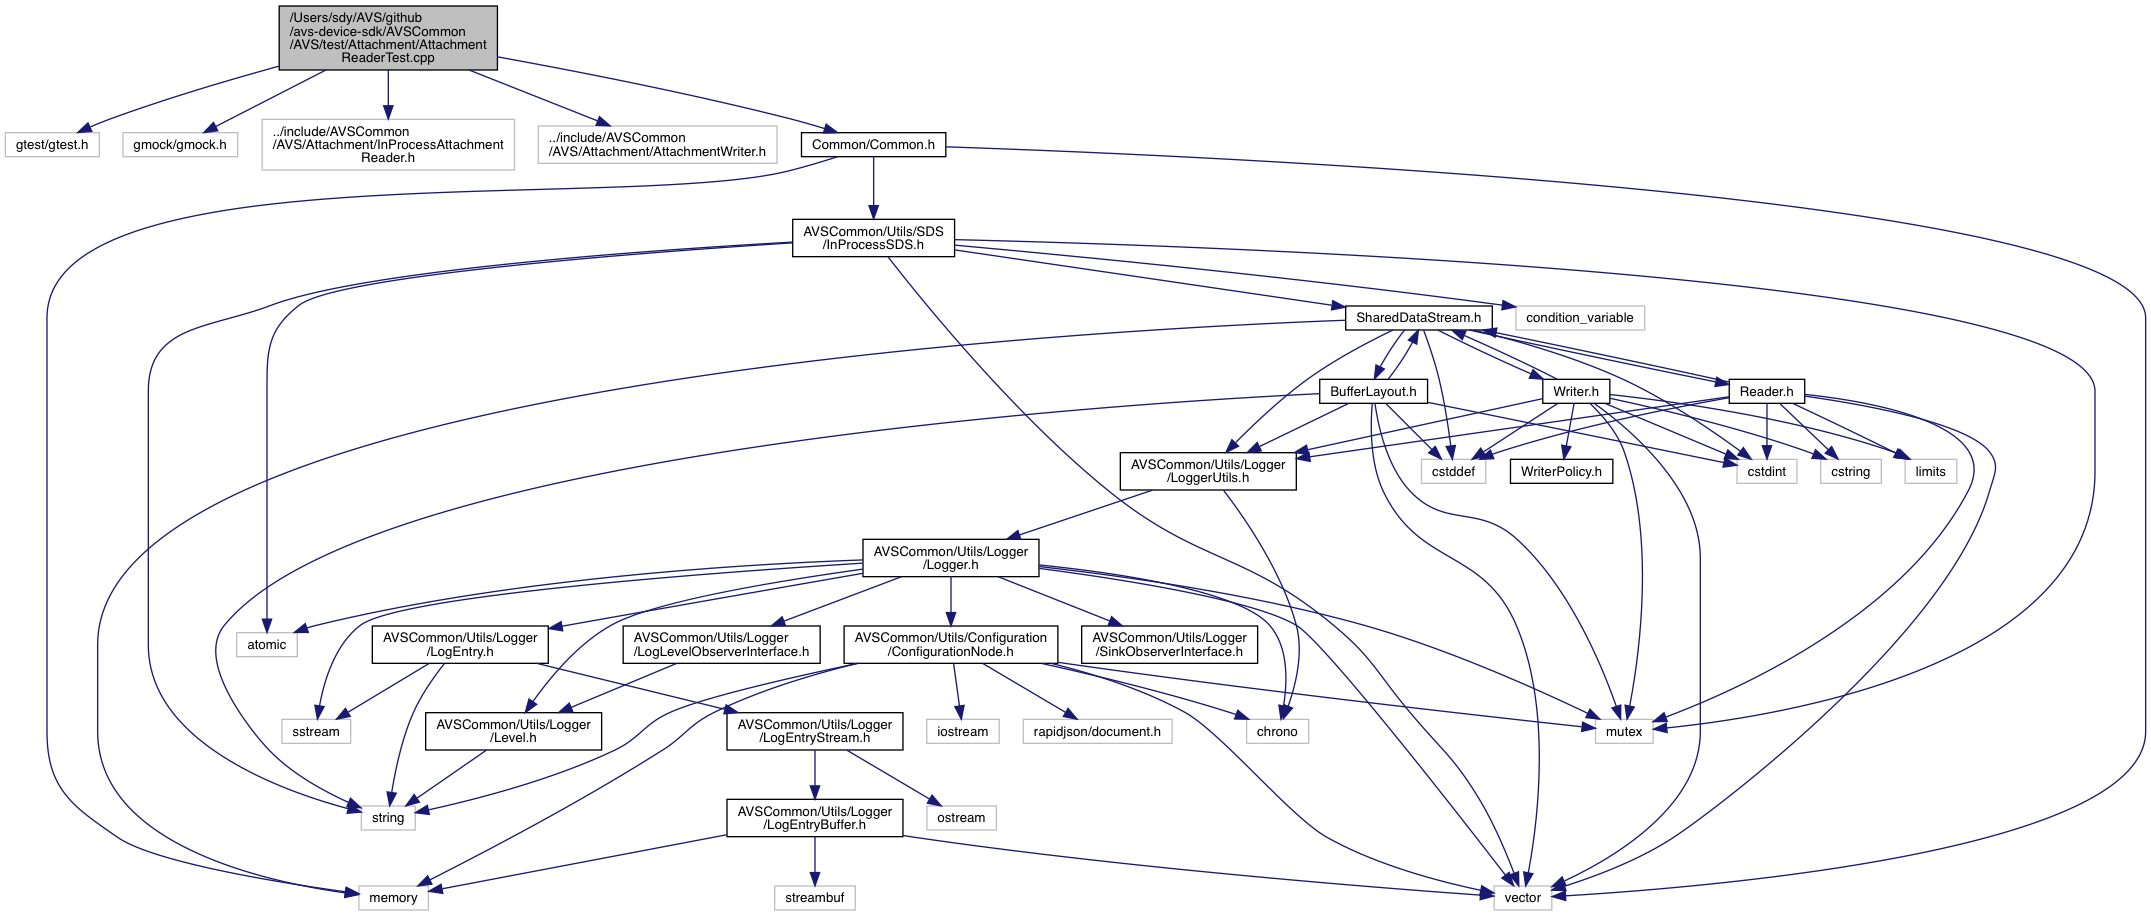 /Users/sdy/AVS/github
/avs-device-sdk/AVSCommon
/AVS/test/Attachment/Attachment
ReaderTest.cpp
gtest/gtest.h
gmock/gmock.h
../include/AVSCommon
/AVS/Attachment/InProcessAttachment
Reader.h
../include/AVSCommon
/AVS/Attachment/AttachmentWriter.h
Common/Common.h
AVSCommon/Utils/SDS
/InProcessSDS.h
SharedDataStream.h
condition_variable
BufferLayout.h
Writer.h
Reader.h
AVSCommon/Utils/Logger
/LoggerUtils.h
cstddef
WriterPolicy.h
cstdint
cstring
limits
AVSCommon/Utils/Logger
/Logger.h
atomic
AVSCommon/Utils/Logger
/LogEntry.h
AVSCommon/Utils/Logger
/LogLevelObserverInterface.h
AVSCommon/Utils/Configuration
/ConfigurationNode.h
AVSCommon/Utils/Logger
/SinkObserverInterface.h
sstream
AVSCommon/Utils/Logger
/Level.h
AVSCommon/Utils/Logger
/LogEntryStream.h
iostream
rapidjson/document.h
chrono
mutex
string
AVSCommon/Utils/Logger
/LogEntryBuffer.h
ostream
memory
streambuf
vector